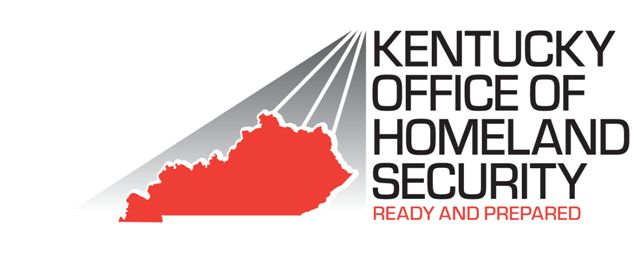 KENTUCKY
OFFICE OF
HOMELAND
SECURITY
READY AND PREPARED